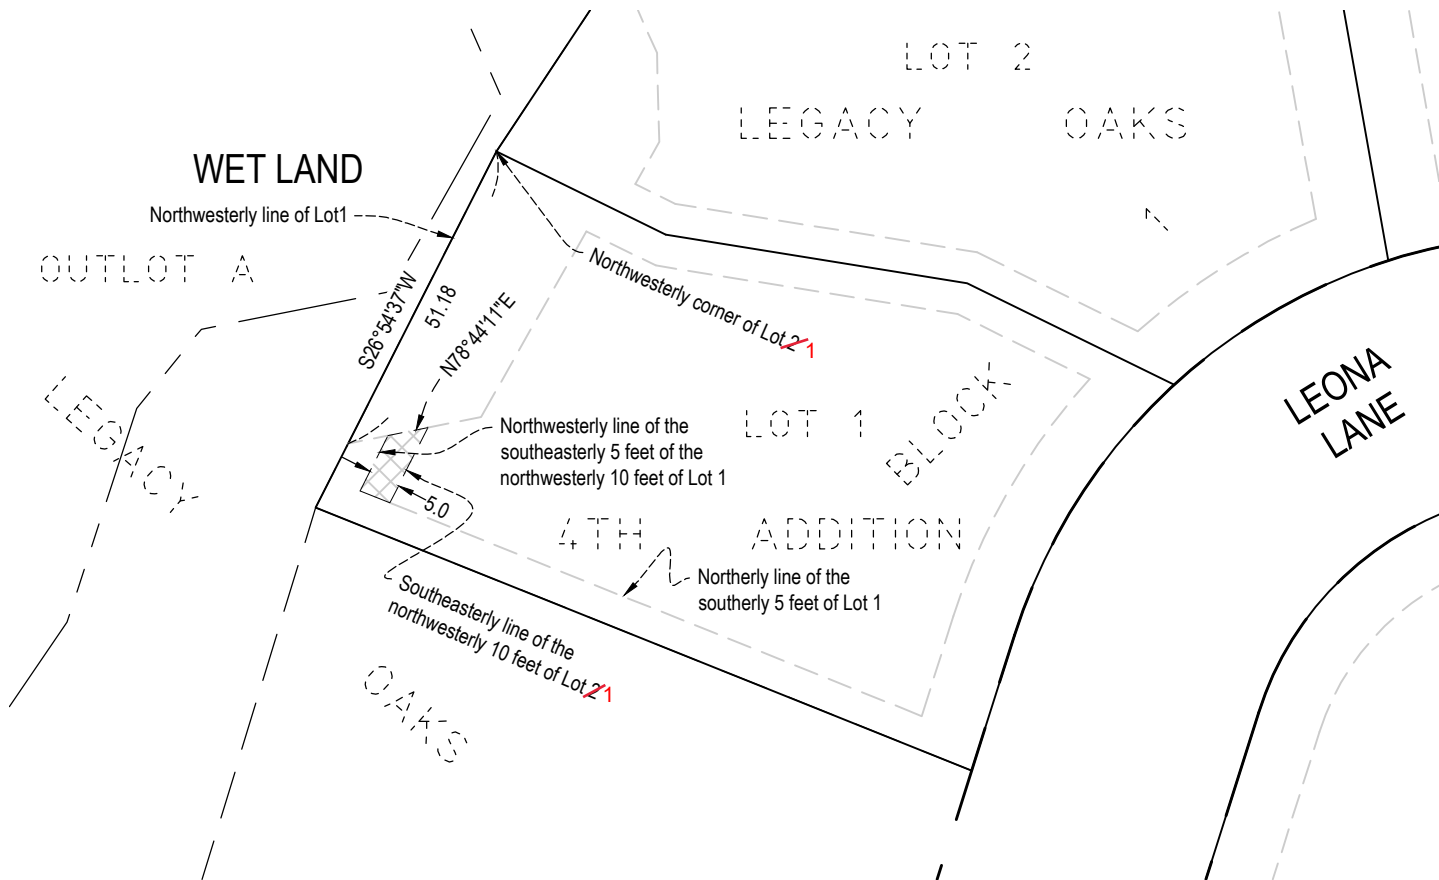 LOT 2
LEGACY OAKS
WET LAND
Northwesterly line of Lot1
1
OUTLOT A
Northwesterly corner of Lot 2 1
S26°54'37"W
51.18
N78°44'11"E
LEONA
LANE
LEGACY
LOT 1
BLOCK
Northwesterly line of the
southeasterly 5 feet of the
northwesterly 10 feet of Lot 1
5.0
4TH ADDITION
Northerly line of the
southerly 5 feet of Lot 1
Southeasterly line of the
northwesterly 10 feet of Lot 2 1
OAKS